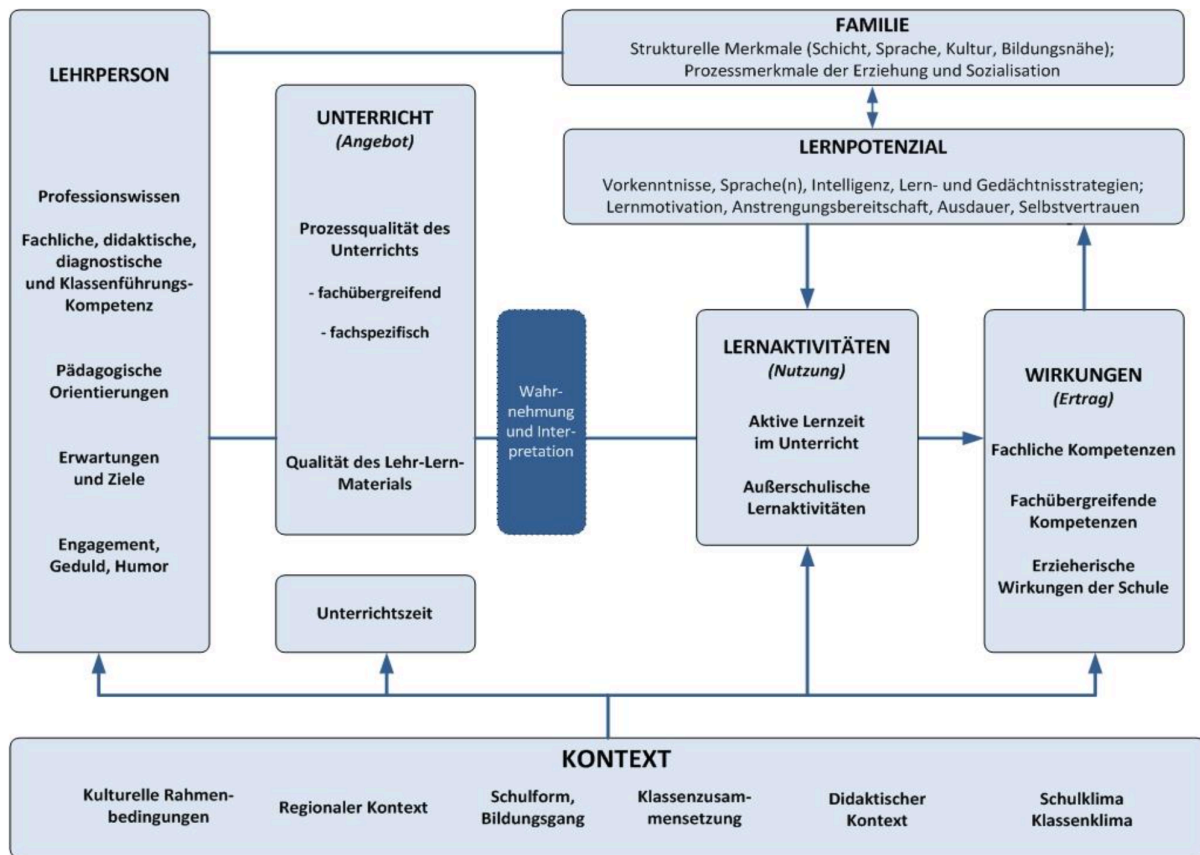 LEHRPERSON
Professionswissen
Fachliche, didaktische,
diagnostische
und Klassenführungs-
Kompetenz
Pädagogische
Orientierungen
Erwartungen
und Ziele
Engagement,
Geduld, Humor
UNTERRICHT
(Angebot)
Prozessqualität des
Unterrichts
- fachübergreifend
- fachspezifisch
Qualität des Lehr-Lern-
Materials
Unterrichtszeit
Wahr-
nehmung
und Inter-
pretation
FAMILIE
Strukturelle Merkmale (Schicht, Sprache, Kultur, Bildungsnähe);
Prozessmerkmale der Erziehung und Sozialisation
LERNPOTENZIAL
Vorkenntnisse, Sprache(n), Intelligenz, Lern- und Gedächtnisstrategien;
Lernmotivation, Anstrengungsbereitschaft, Ausdauer, Selbstvertrauen
LERNAKTIVITÄTEN
(Nutzung)
Aktive Lernzeit
im Unterricht
Außerschulische
Lernaktivitäten
WIRKUNGEN
(Ertrag)
Fachliche Kompetenzen
Fachübergreifende
Kompetenzen
Erzieherische
Wirkungen der Schule
KONTEXT
Kulturelle Rahmen-
bedingungen
Regionaler Kontext
Schulform,
Bildungsgang
Klassenzusam-
mensetzung
Didaktischer
Kontext
Schulklima
Klassenklima